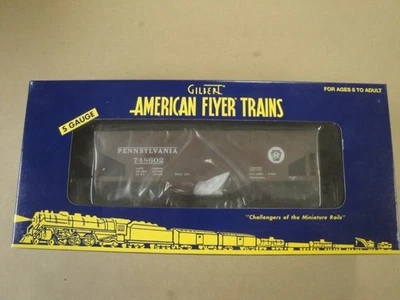 GILBERT
AMERICAN FLYER TRAINS
FOR AGES 8 TO ADULT
S GAUGE
PENNSYLVANIA
748602
"Challengers of the Miniature Rails"